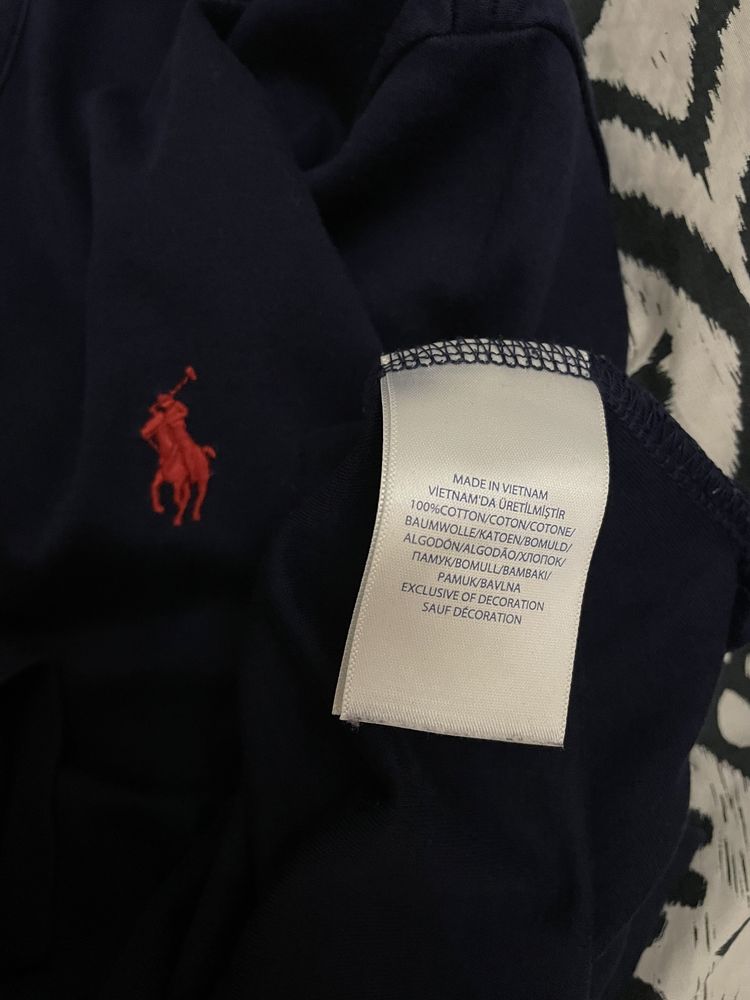 MADE IN VIETNAM
VİETNAM'DA ÜRETİLMİŞTİR
100%COTTON/COTON/COTONE/
BAUMWOLLE/KATOEN/BOMULD/
ALGODÓN/ALGODÃO/ХЛОПОК/
ПАМУК/BOMULL/BAMBAKI/
PAMUK/BAVLNA
EXCLUSIVE OF DECORATION
SAUF DÉCORATION